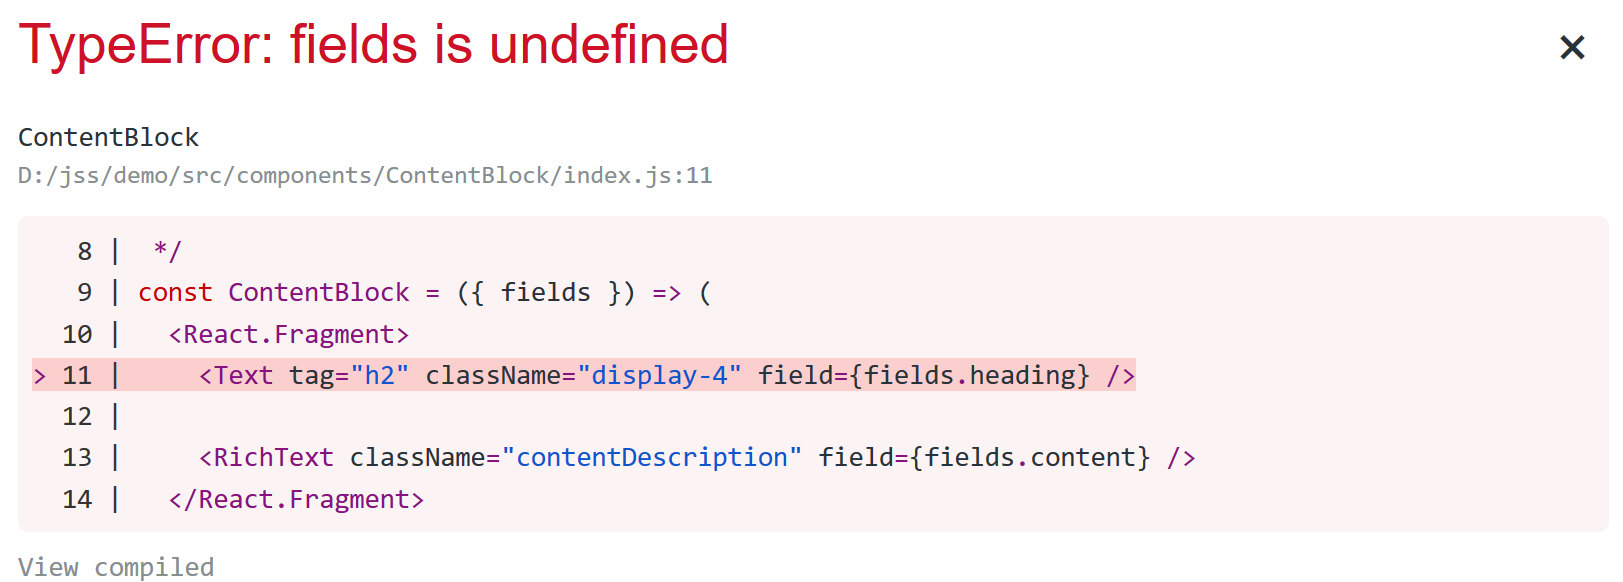 TypeError: fields is undefined
×
ContentBlock
D:/jss/demo/src/components/ContentBlock/index.js:11
   8 |  */
   9 | const ContentBlock = ({ fields }) => (
  10 |   <React.Fragment>
> 11 |     <Text tag="h2" className="display-4" field={fields.heading} />
  12 |
  13 |     <RichText className="contentDescription" field={fields.content} />
  14 |   </React.Fragment>
View compiled